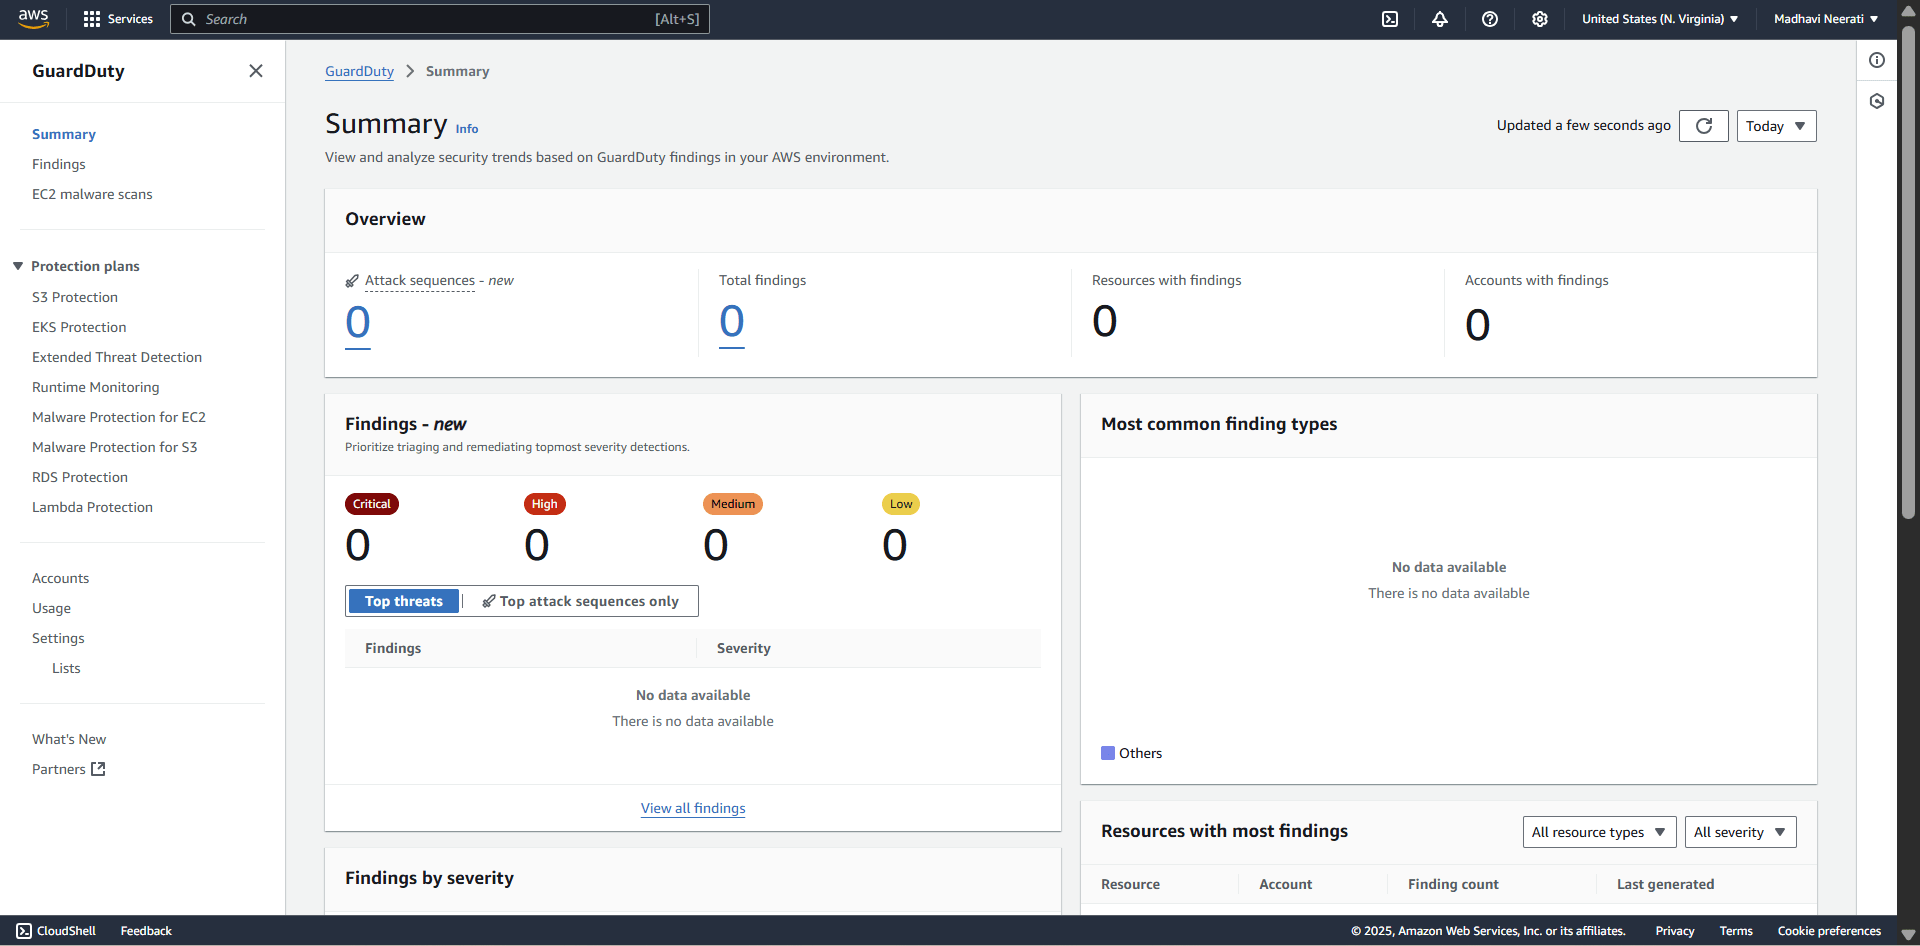 aws Services Search [Alt+S] United States (N. Virginia) Madhavi Neerati
GuardDuty
Summary
Findings
EC2 malware scans
Protection plans
S3 Protection
EKS Protection
Extended Threat Detection
Runtime Monitoring
Malware Protection for EC2
Malware Protection for S3
RDS Protection
Lambda Protection
Accounts
Usage
Settings
Lists
What's New
Partners
GuardDuty > Summary
Summary Info
View and analyze security trends based on GuardDuty findings in your AWS environment.
Updated a few seconds ago Today
Overview
Attack sequences - new
0
Total findings
0
Resources with findings
0
Accounts with findings
0
Findings - new
Prioritize triaging and remediating topmost severity detections.
Critical High Medium Low
0 0 0 0
Top threats Top attack sequences only
Findings Severity
No data available
There is no data available
View all findings
Most common finding types
No data available
There is no data available
Others
Findings by severity
Resources with most findings All resource types All severity
Resource Account Finding count Last generated
CloudShell Feedback © 2025, Amazon Web Services, Inc. or its affiliates. Privacy Terms Cookie preferences